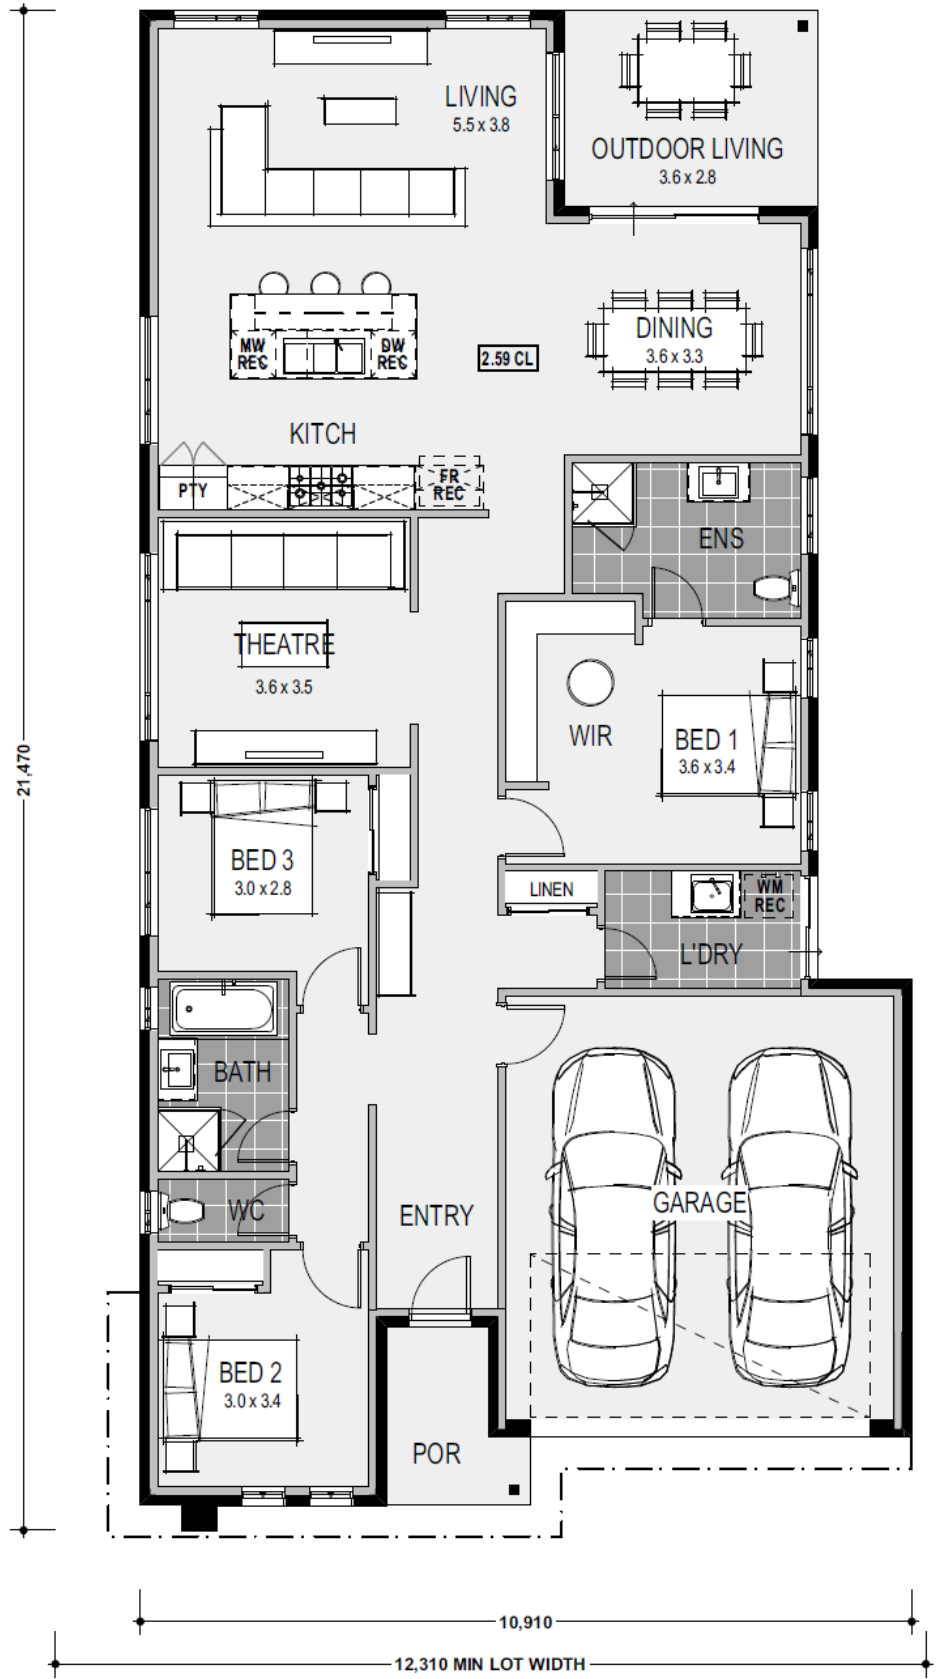 LIVING
5.5 x 3.8
OUTDOOR LIVING
3.6 x 2.8
MW
REC
DW
REC
2.59 CL
DINING
3.6 x 3.3
KITCH
PTY
FR
REC
ENS
THEATRE
3.6 x 3.5
WIR
BED 1
3.6 x 3.4
21,470
BED 3
3.0 x 2.8
LINEN
WM
REC
L'DRY
BATH
WC
ENTRY
GARAGE
BED 2
3.0 x 3.4
POR
10,910
12,310 MIN LOT WIDTH